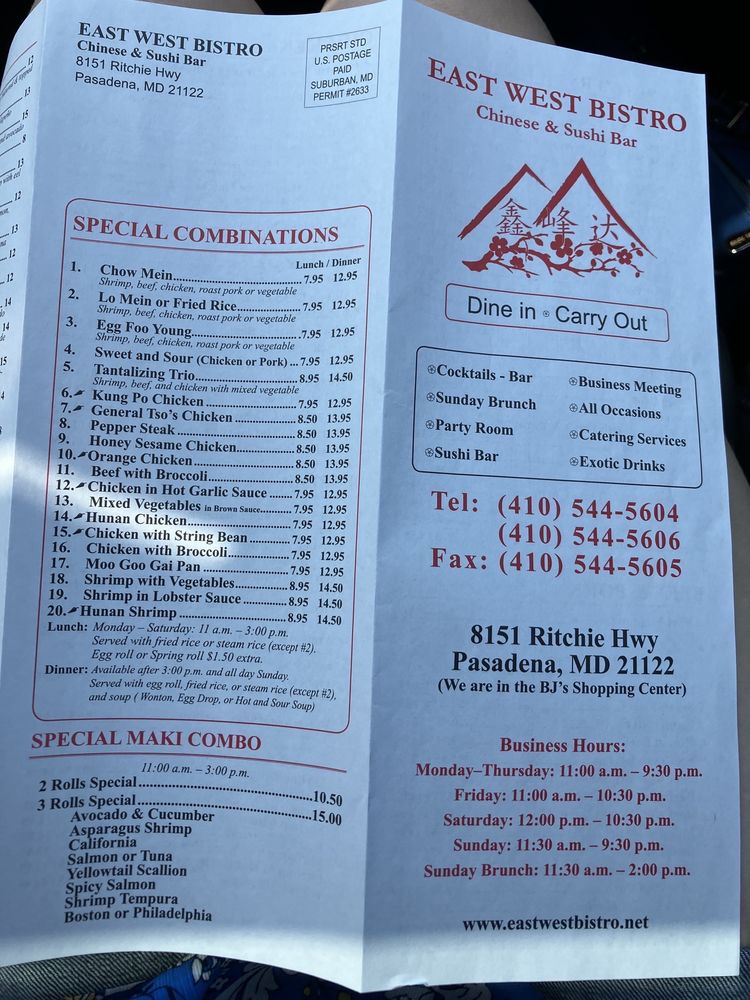 EAST WEST BISTRO
Chinese & Sushi Bar
8151 Ritchie Hwy
Pasadena, MD 21122
PRSRT STD
U.S. POSTAGE
PAID
SUBURBAN, MD
PERMIT #2633
SPECIAL COMBINATIONS
Lunch / Dinner
1. Chow Mein 7.95 12.95
Shrimp, beef, chicken, roast pork or vegetable
2. Lo Mein or Fried Rice 7.95 12.95
Shrimp, beef, chicken, roast pork or vegetable
3. Egg Foo Young 7.95 12.95
Shrimp, beef, chicken, roast pork or vegetable
4. Sweet and Sour (Chicken or Pork) 7.95 12.95
5. Tantalizing Trio 8.95 14.50
Shrimp, beef, and chicken with mixed vegetable
6. Kung Po Chicken 7.95 12.95
7. General Tso's Chicken 8.50 13.95
8. Pepper Steak 8.50 13.95
9. Honey Sesame Chicken 8.50 13.95
10. Orange Chicken 8.50 13.95
11. Beef with Broccoli 8.50 13.95
12. Chicken in Hot Garlic Sauce 7.95 12.95
13. Mixed Vegetables in Brown Sauce 7.95 12.95
14. Hunan Chicken 7.95 12.95
15. Chicken with String Bean 7.95 12.95
16. Chicken with Broccoli 7.95 12.95
17. Moo Goo Gai Pan 7.95 12.95
18. Shrimp with Vegetables 8.95 14.50
19. Shrimp in Lobster Sauce 8.95 14.50
20. Hunan Shrimp 8.95 14.50
Lunch: Monday – Saturday: 11 a.m. – 3:00 p.m.
Served with fried rice or steam rice (except #2).
Egg roll or Spring roll $1.50 extra.
Dinner: Available after 3:00 p.m. and all day Sunday.
Served with egg roll, fried rice, or steam rice (except #2),
and soup ( Wonton, Egg Drop, or Hot and Sour Soup)
SPECIAL MAKI COMBO
11:00 a.m. – 3:00 p.m.
2 Rolls Special 10.50
3 Rolls Special 15.00
Avocado & Cucumber
Asparagus Shrimp
California
Salmon or Tuna
Yellowtail Scallion
Spicy Salmon
Shrimp Tempura
Boston or Philadelphia
EAST WEST BISTRO
Chinese & Sushi Bar
鑫峰达
Dine in Carry Out
Cocktails - Bar
Sunday Brunch
Party Room
Sushi Bar
Business Meeting
All Occasions
Catering Services
Exotic Drinks
Tel: (410) 544-5604
(410) 544-5606
Fax: (410) 544-5605
8151 Ritchie Hwy
Pasadena, MD 21122
(We are in the BJ's Shopping Center)
Business Hours:
Monday–Thursday: 11:00 a.m. – 9:30 p.m.
Friday: 11:00 a.m. – 10:30 p.m.
Saturday: 12:00 p.m. – 10:30 p.m.
Sunday: 11:30 a.m. – 9:30 p.m.
Sunday Brunch: 11:30 a.m. – 2:00 p.m.
www.eastwestbistro.net